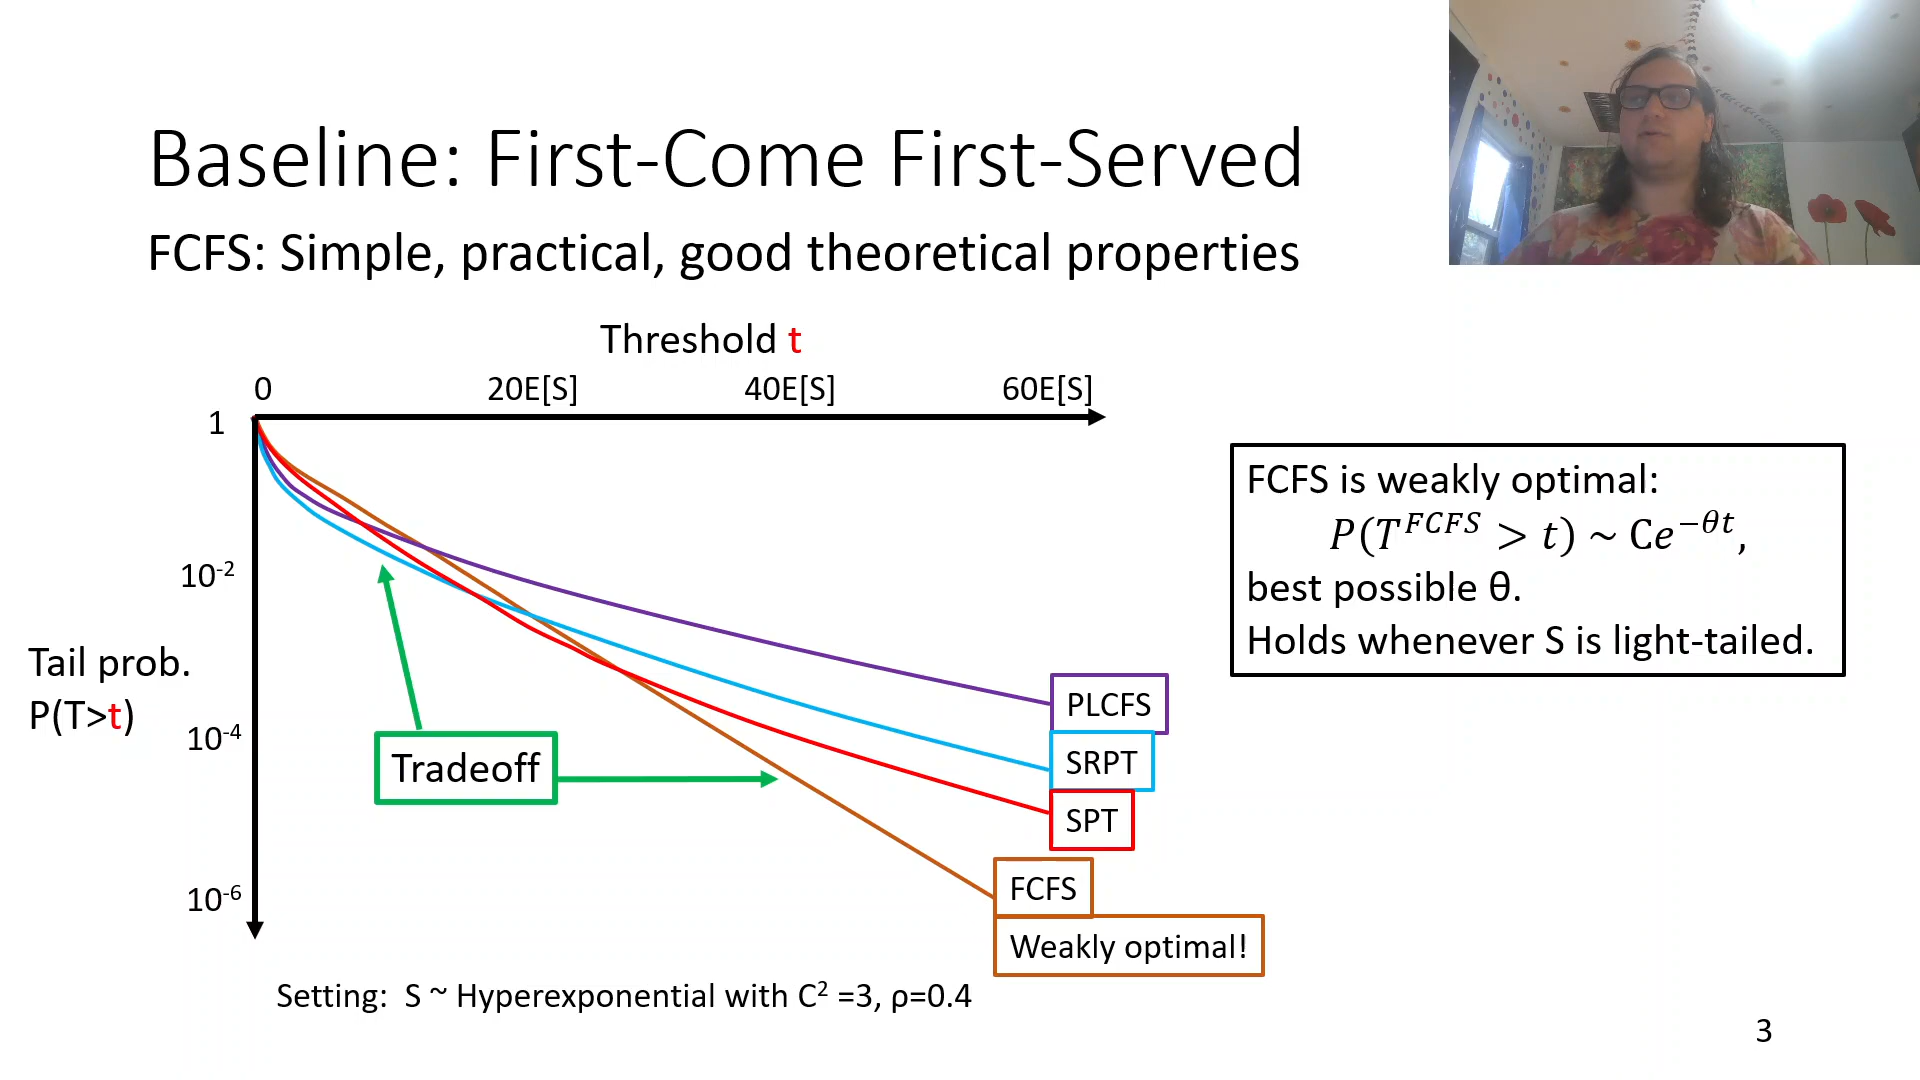 Baseline: First-Come First-Served
FCFS: Simple, practical, good theoretical properties
Threshold t
0 20E[S] 40E[S] 60E[S]
1
10⁻²
10⁻⁴
10⁻⁶
Tail prob.
P(T>t)
Tradeoff
PLCFS
SRPT
SPT
FCFS
Weakly optimal!
FCFS is weakly optimal:
P(T^{FCFS} > t) ~ Ce^{-θt},
best possible θ.
Holds whenever S is light-tailed.
Setting: S ~ Hyperexponential with C² =3, ρ=0.4
3